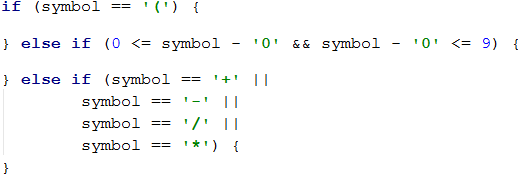 if (symbol == '(') {
} else if (0 <= symbol - '0' && symbol - '0' <= 9) {
} else if (symbol == '+' ||
symbol == '-' ||
symbol == '/' ||
symbol == '*') {
}